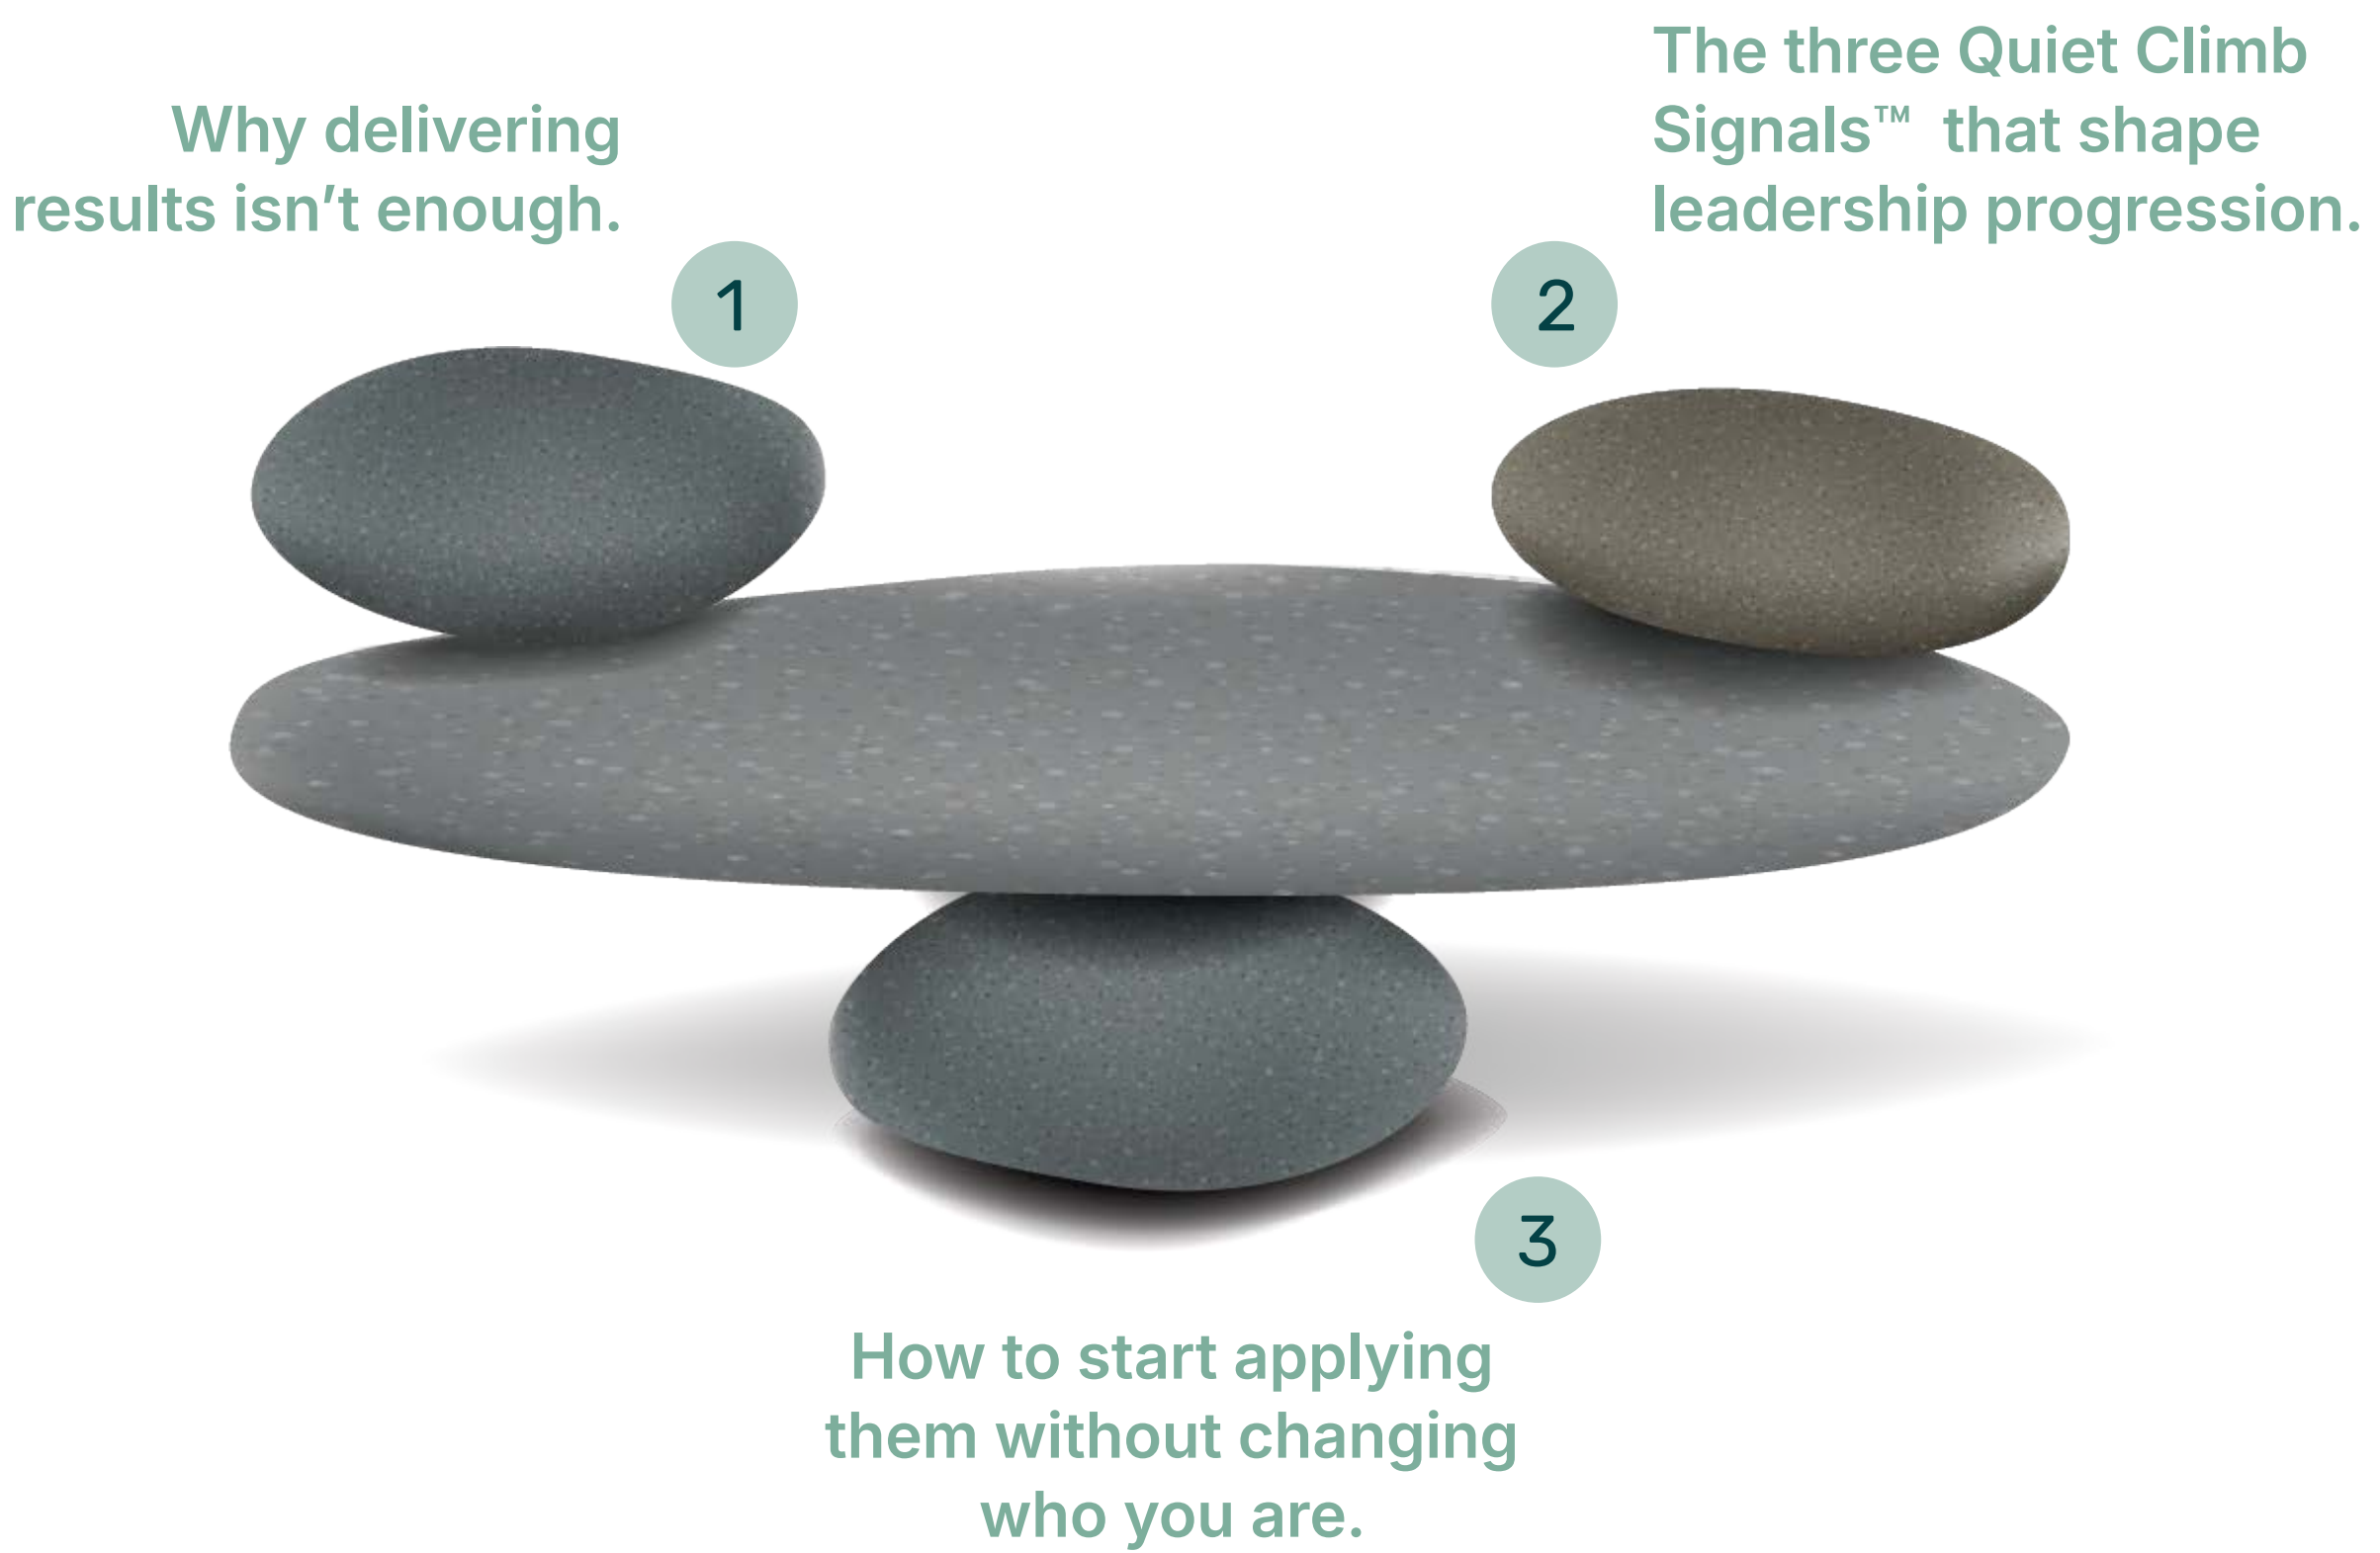 Why delivering
results isn’t enough.
1
The three Quiet Climb
Signals™ that shape
leadership progression.
2
3
How to start applying
them without changing
who you are.